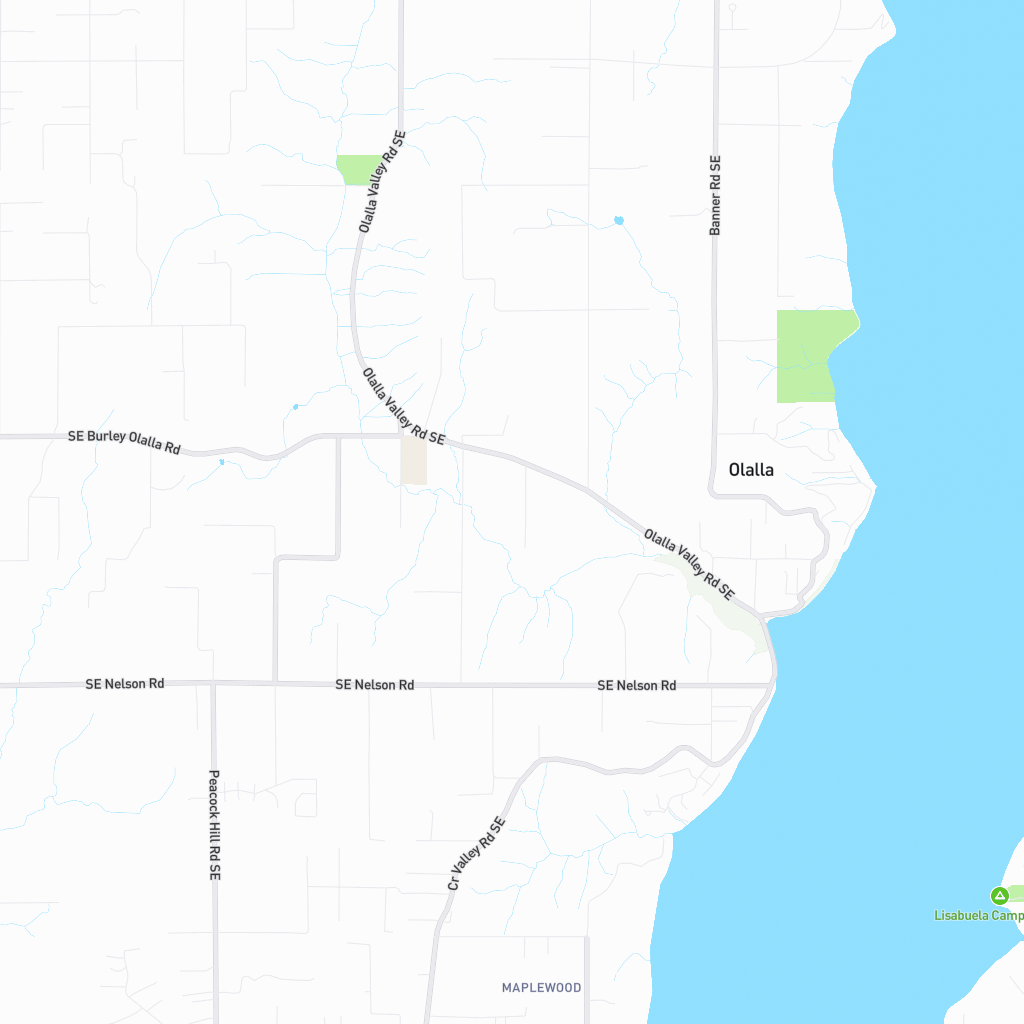 Olalla Valley Rd SE
Banner Rd SE
Olalla Valley Rd SE
SE Burley Olalla Rd
Olalla
Olalla Valley Rd SE
SE Nelson Rd
SE Nelson Rd
SE Nelson Rd
Peacock Hill Rd SE
Cr Valley Rd SE
Lisabuela Camp
MAPLEWOOD